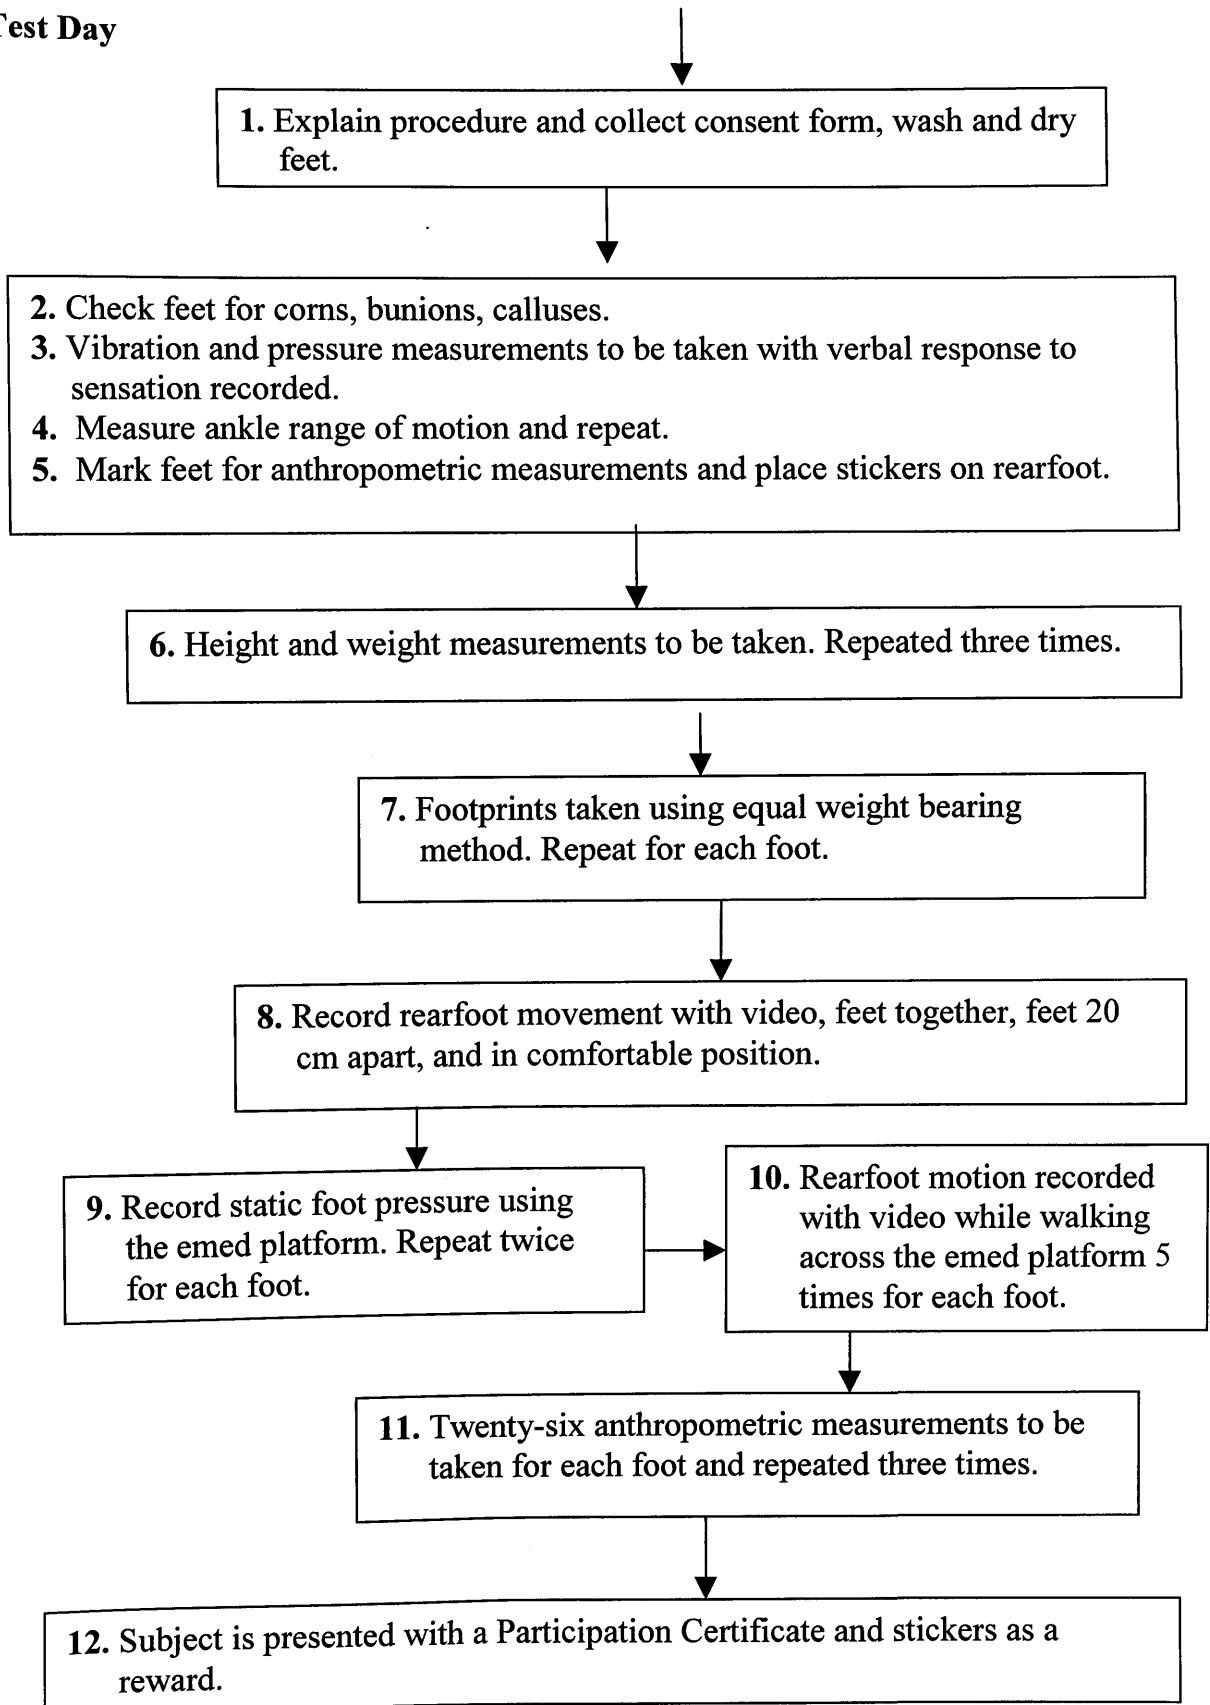 Test Day
1. Explain procedure and collect consent form, wash and dry
feet.
2. Check feet for corns, bunions, calluses.
3. Vibration and pressure measurements to be taken with verbal response to
sensation recorded.
4. Measure ankle range of motion and repeat.
5. Mark feet for anthropometric measurements and place stickers on rearfoot.
6. Height and weight measurements to be taken. Repeated three times.
7. Footprints taken using equal weight bearing
method. Repeat for each foot.
8. Record rearfoot movement with video, feet together, feet 20
cm apart, and in comfortable position.
9. Record static foot pressure using
the emed platform. Repeat twice
for each foot.
10. Rearfoot motion recorded
with video while walking
across the emed platform 5
times for each foot.
11. Twenty-six anthropometric measurements to be
taken for each foot and repeated three times.
12. Subject is presented with a Participation Certificate and stickers as a
reward.